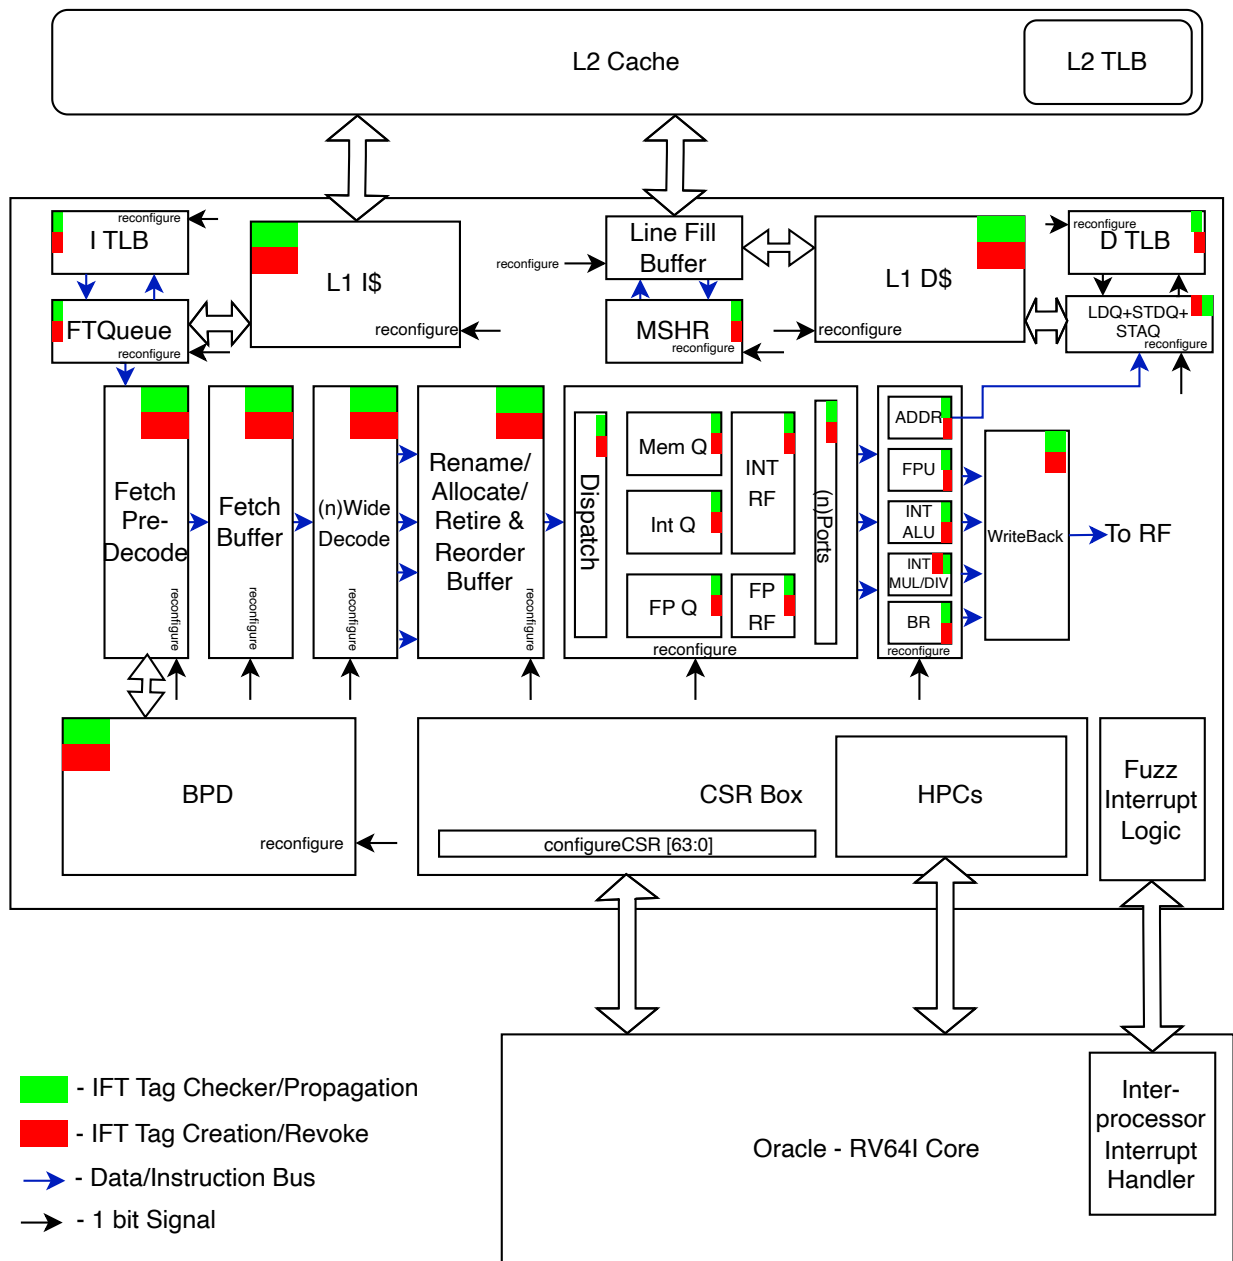 L2 Cache
L2 TLB
reconfigure
I TLB
L1 I$
reconfigure
FTQueue
reconfigure
reconfigure
Line Fill
Buffer
MSHR
reconfigure
L1 D$
reconfigure
reconfigure
D TLB
LDQ+STDQ+
STAQ
reconfigure
Fetch
Pre-
Decode
reconfigure
Fetch
Buffer
(n)Wide
Decode
reconfigure
Rename/
Allocate/
Retire &
Reorder
Buffer
reconfigure
Dispatch
Mem Q
Int Q
FP Q
INT
RF
FP
RF
(n)Ports
reconfigure
ADDR
FPU
INT
ALU
INT
MUL/DIV
BR
reconfigure
WriteBack
To RF
BPD
reconfigure
CSR Box
configureCSR [63:0]
HPCs
Fuzz
Interrupt
Logic
- IFT Tag Checker/Propagation
- IFT Tag Creation/Revoke
- Data/Instruction Bus
- 1 bit Signal
Oracle - RV64I Core
Inter-
processor
Interrupt
Handler